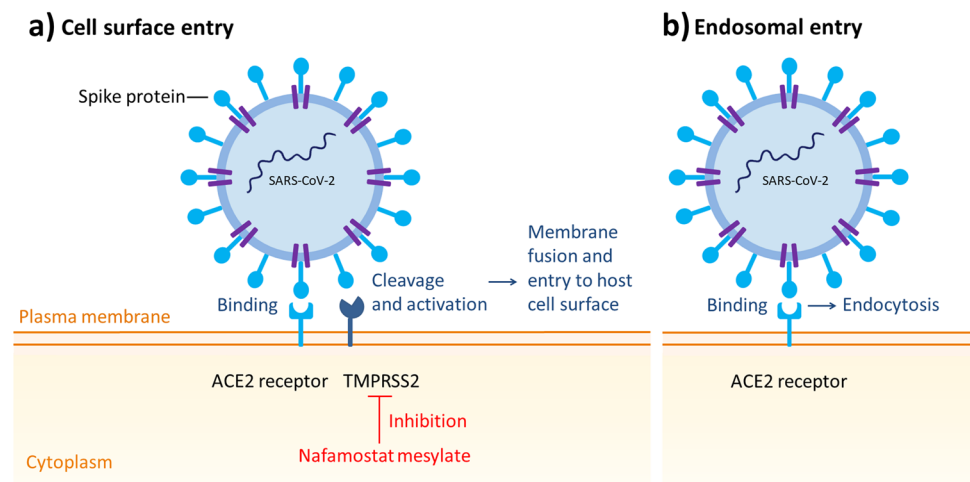 a) Cell surface entry
Spike protein
SARS-CoV-2
Binding
Cleavage
and activation
Membrane
fusion and
entry to host
cell surface
Plasma membrane
ACE2 receptor
TMPRSS2
Inhibition
Nafamostat mesylate
Cytoplasm
b) Endosomal entry
SARS-CoV-2
Binding
Endocytosis
ACE2 receptor